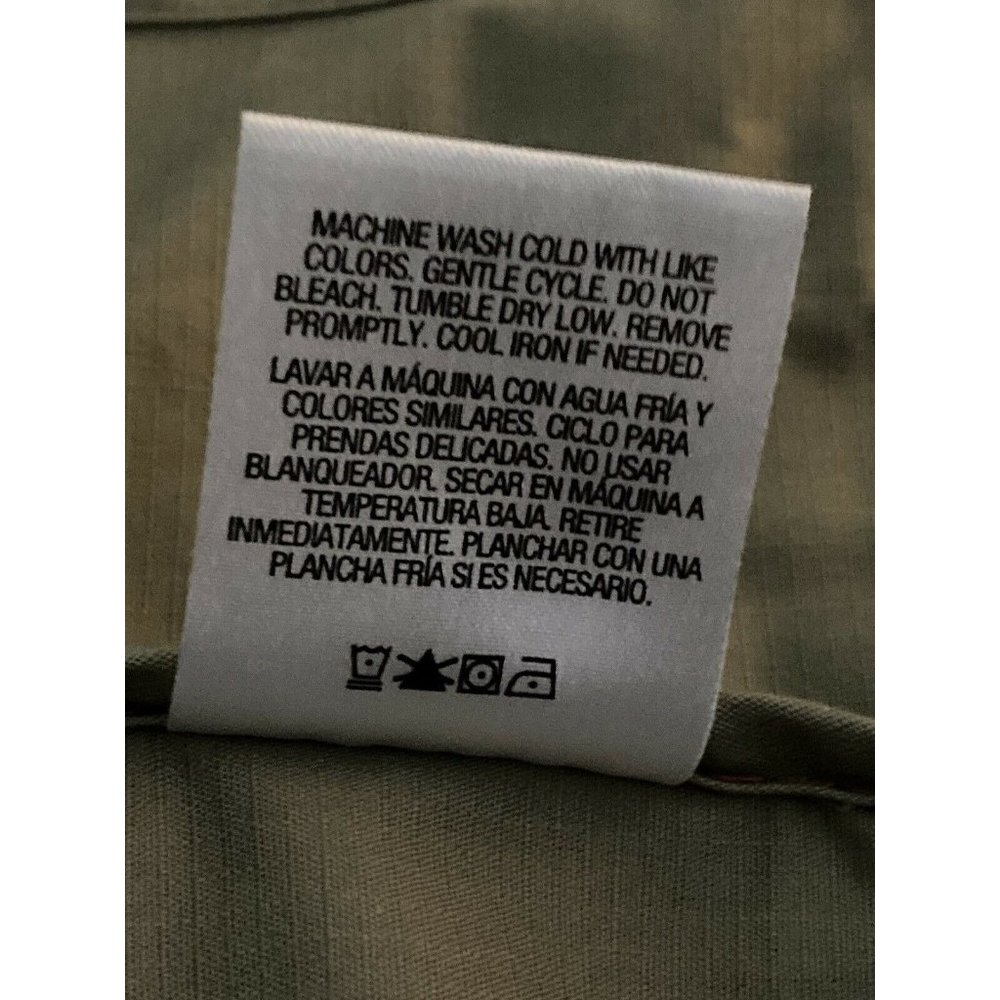 MACHINE WASH COLD WITH LIKE
COLORS. GENTLE CYCLE. DO NOT
BLEACH. TUMBLE DRY LOW. REMOVE
PROMPTLY. COOL IRON IF NEEDED.
LAVAR A MÁQUINA CON AGUA FRÍA Y
COLORES SIMILARES. CICLO PARA
PRENDAS DELICADAS. NO USAR
BLANQUEADOR. SECAR EN MÁQUINA A
TEMPERATURA BAJA. RETIRE
INMEDIATAMENTE. PLANCHAR CON UNA
PLANCHA FRÍA SI ES NECESARIO.